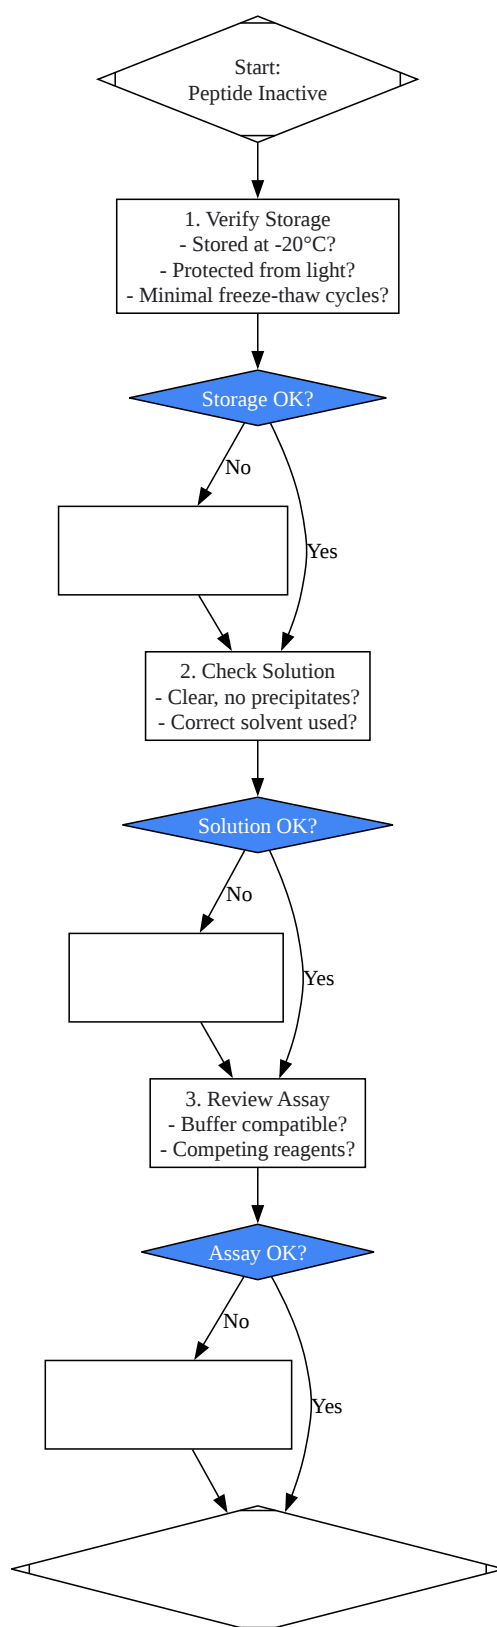 Start:
Peptide Inactive
1. Verify Storage
- Stored at -20°C?
- Protected from light?
- Minimal freeze-thaw cycles?
Storage OK?
No
Yes
2. Check Solution
- Clear, no precipitates?
- Correct solvent used?
Solution OK?
No
Yes
3. Review Assay
- Buffer compatible?
- Competing reagents?
Assay OK?
No
Yes